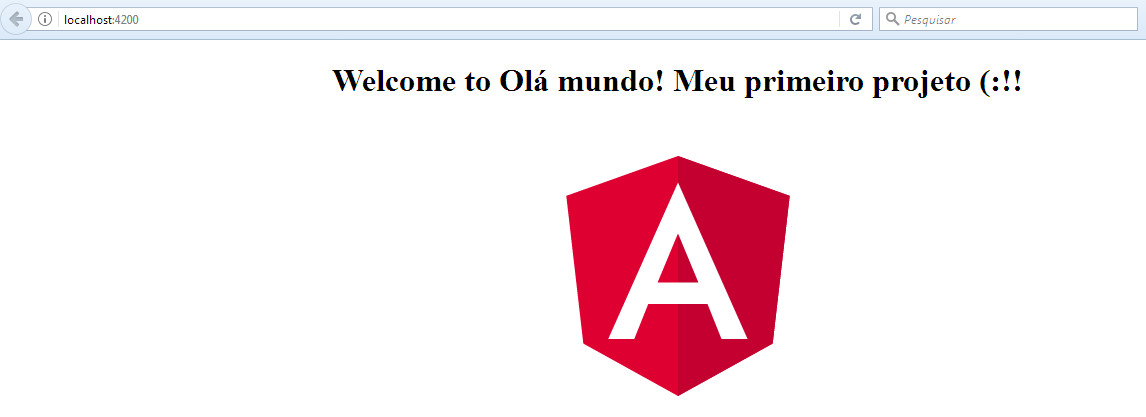 localhost:4200
Pesquisar
Welcome to Olá mundo! Meu primeiro projeto (:!!
A